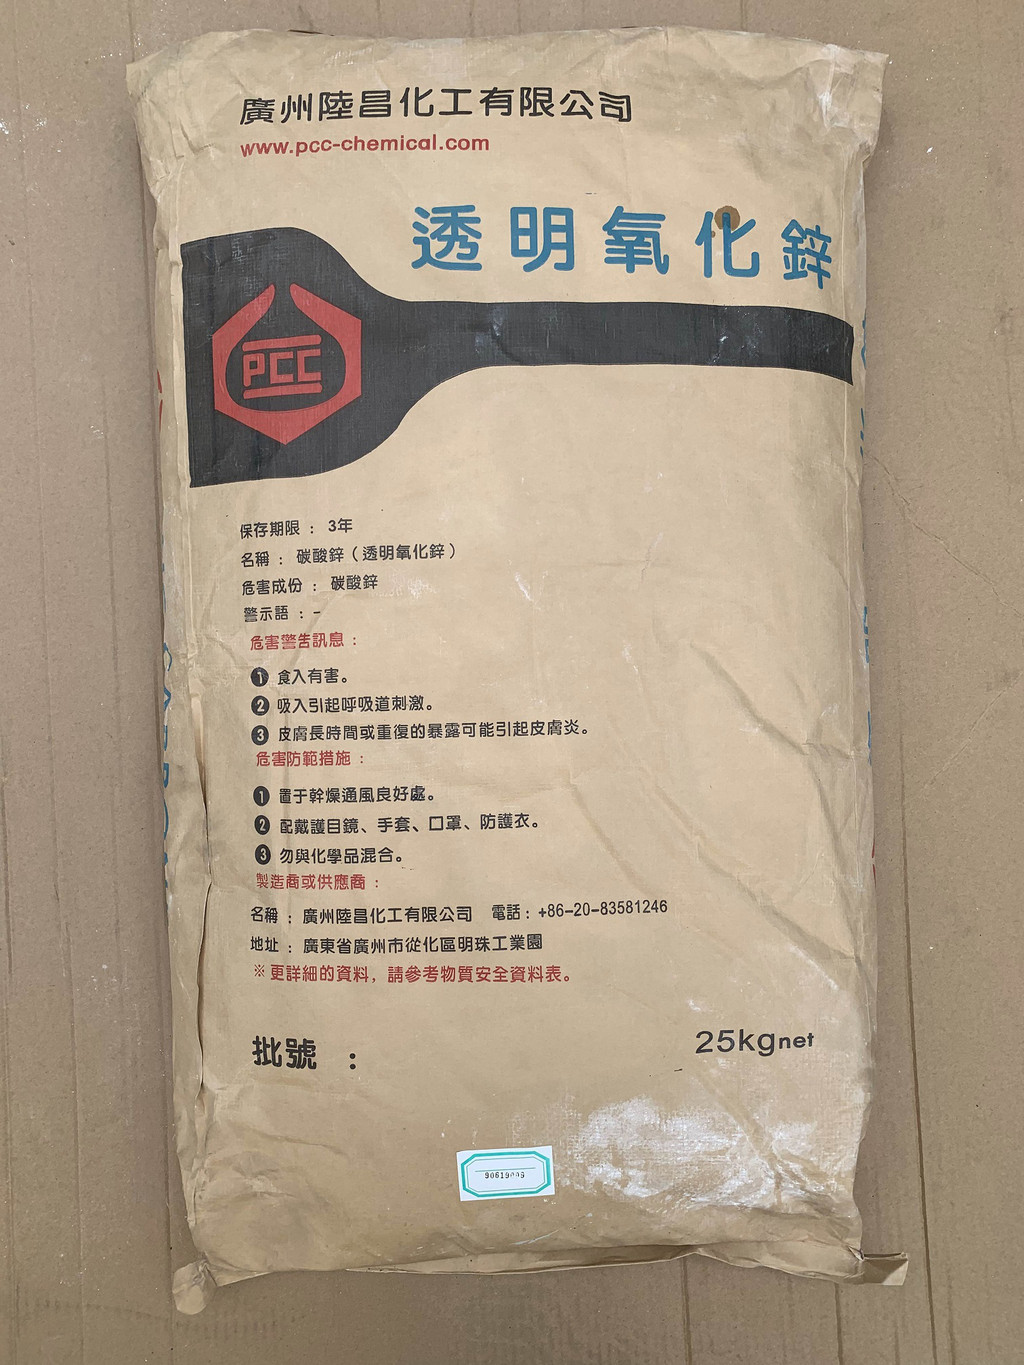 廣州陸昌化工有限公司
www.pcc-chemical.com
透明氧化鋅
PCC
保存期限 : 3年
名稱 : 碳酸鋅（透明氧化鋅）
危害成份 : 碳酸鋅
警示語 : -
危害警告訊息 :
❶ 食入有害。
❷ 吸入引起呼吸道刺激。
❸ 皮膚長時間或重復的暴露可能引起皮膚炎。
危害防範措施 :
❶ 置于幹燥通風良好處。
❷ 配戴護目鏡、手套、口罩、防護衣。
❸ 勿與化學品混合。
製造商或供應商 :
名稱 : 廣州陸昌化工有限公司 電話 : +86-20-83581246
地址 : 廣東省廣州市從化區明珠工業園
※更詳細的資料，請參考物質安全資料表。
批號 :
25kgnet